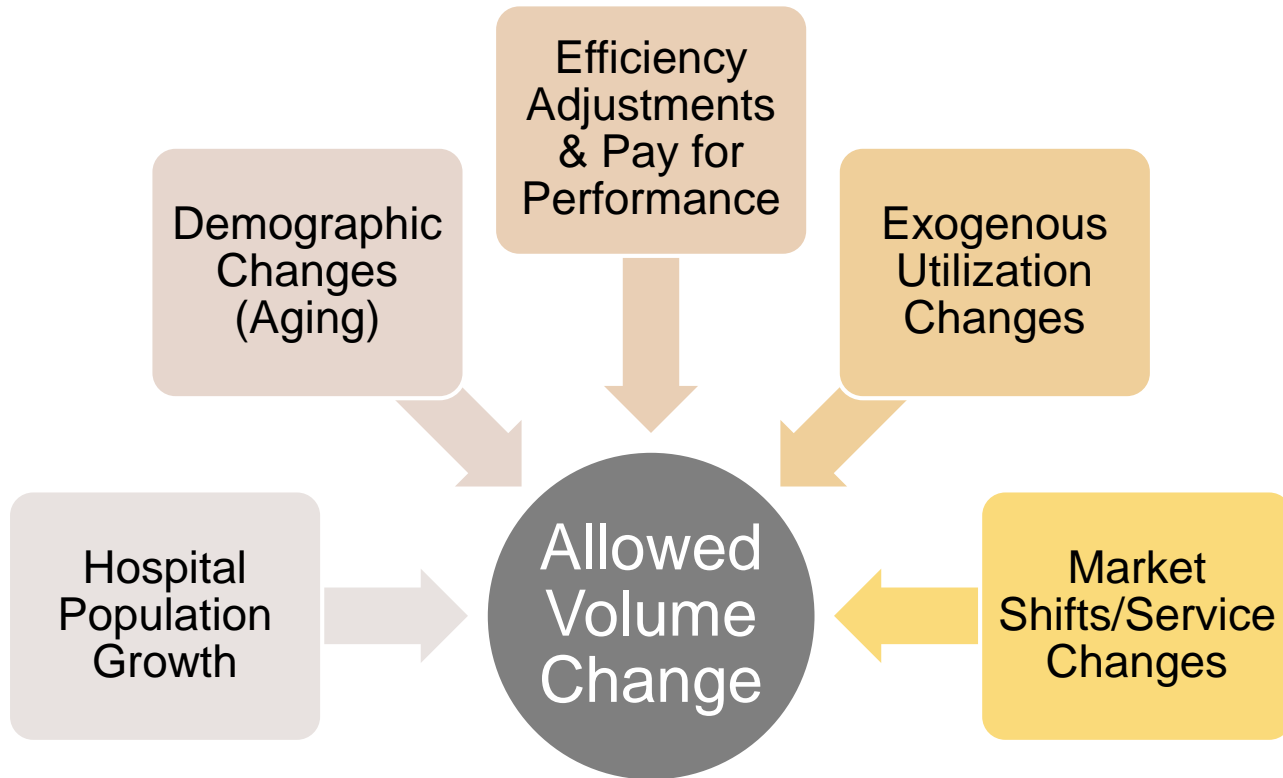 Efficiency
Adjustments
& Pay for
Performance
Demographic
Changes
(Aging)
Exogenous
Utilization
Changes
Hospital
Population
Growth
Allowed
Volume
Change
Market
Shifts/Service
Changes